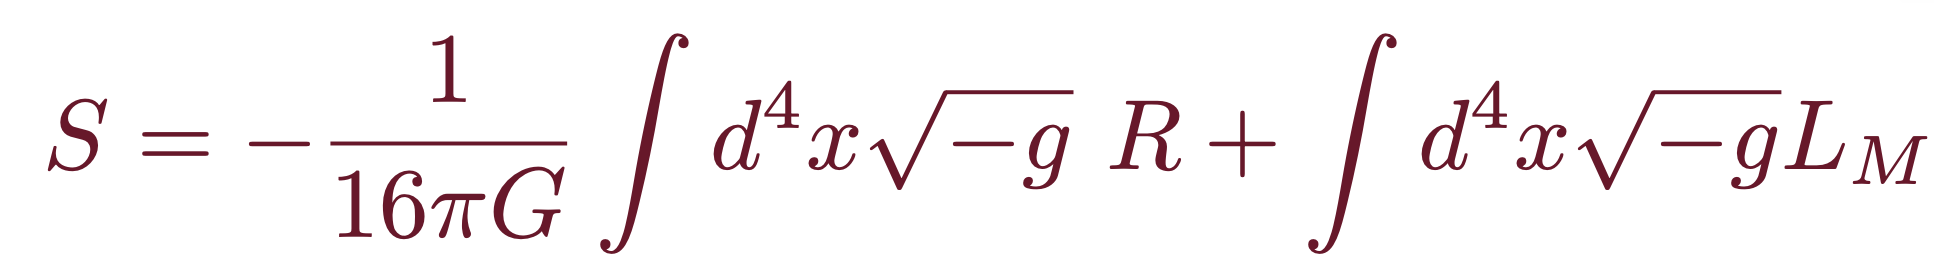 S = -\frac{1}{16\pi G} \int d^4x \sqrt{-g} \, R + \int d^4x \sqrt{-g} L_M